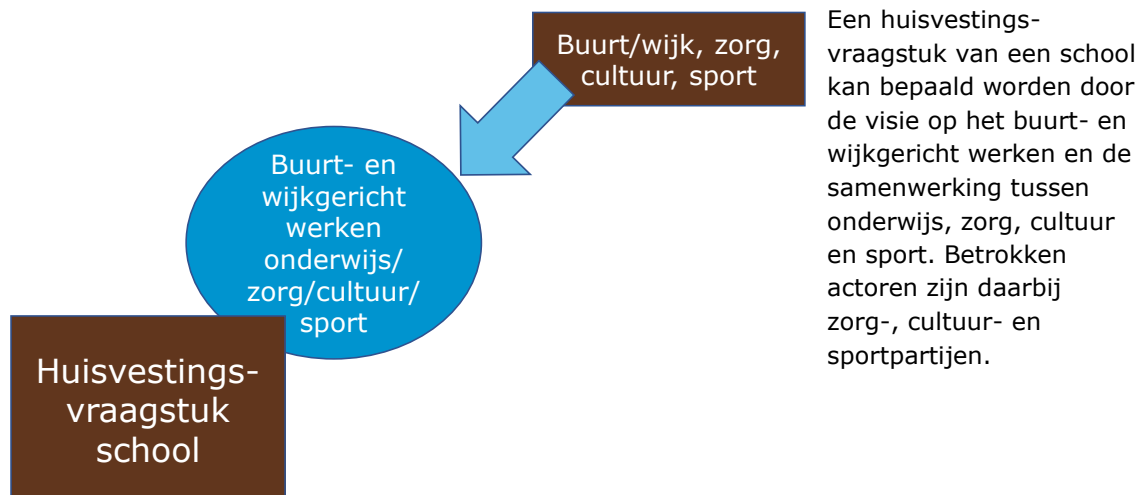 Buurt/wijk, zorg,
cultuur, sport
Buurt- en
wijkgericht
werken
onderwijs/
zorg/cultuur/
sport
Huisvestings-
vraagstuk
school
Een huisvestings-
vraagstuk van een school
kan bepaald worden door
de visie op het buurt- en
wijkgericht werken en de
samenwerking tussen
onderwijs, zorg, cultuur
en sport. Betrokken
actoren zijn daarbij
zorg-, cultuur- en
sportpartijen.